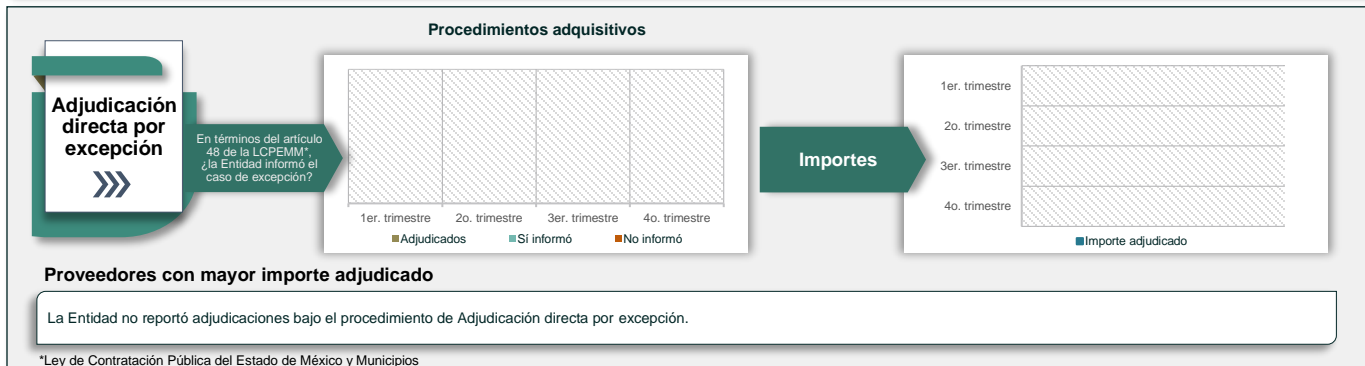 Procedimientos adquisitivos
Adjudicación
directa por
excepción
En términos del artículo
48 de la LCPEMM*,
¿la Entidad informó el
caso de excepción?
1er. trimestre 2o. trimestre 3er. trimestre 4o. trimestre
Adjudicados Sí informó No informó
Importes
1er. trimestre
2o. trimestre
3er. trimestre
4o. trimestre
Importe adjudicado
Proveedores con mayor importe adjudicado
La Entidad no reportó adjudicaciones bajo el procedimiento de Adjudicación directa por excepción.
*Ley de Contratación Pública del Estado de México y Municipios